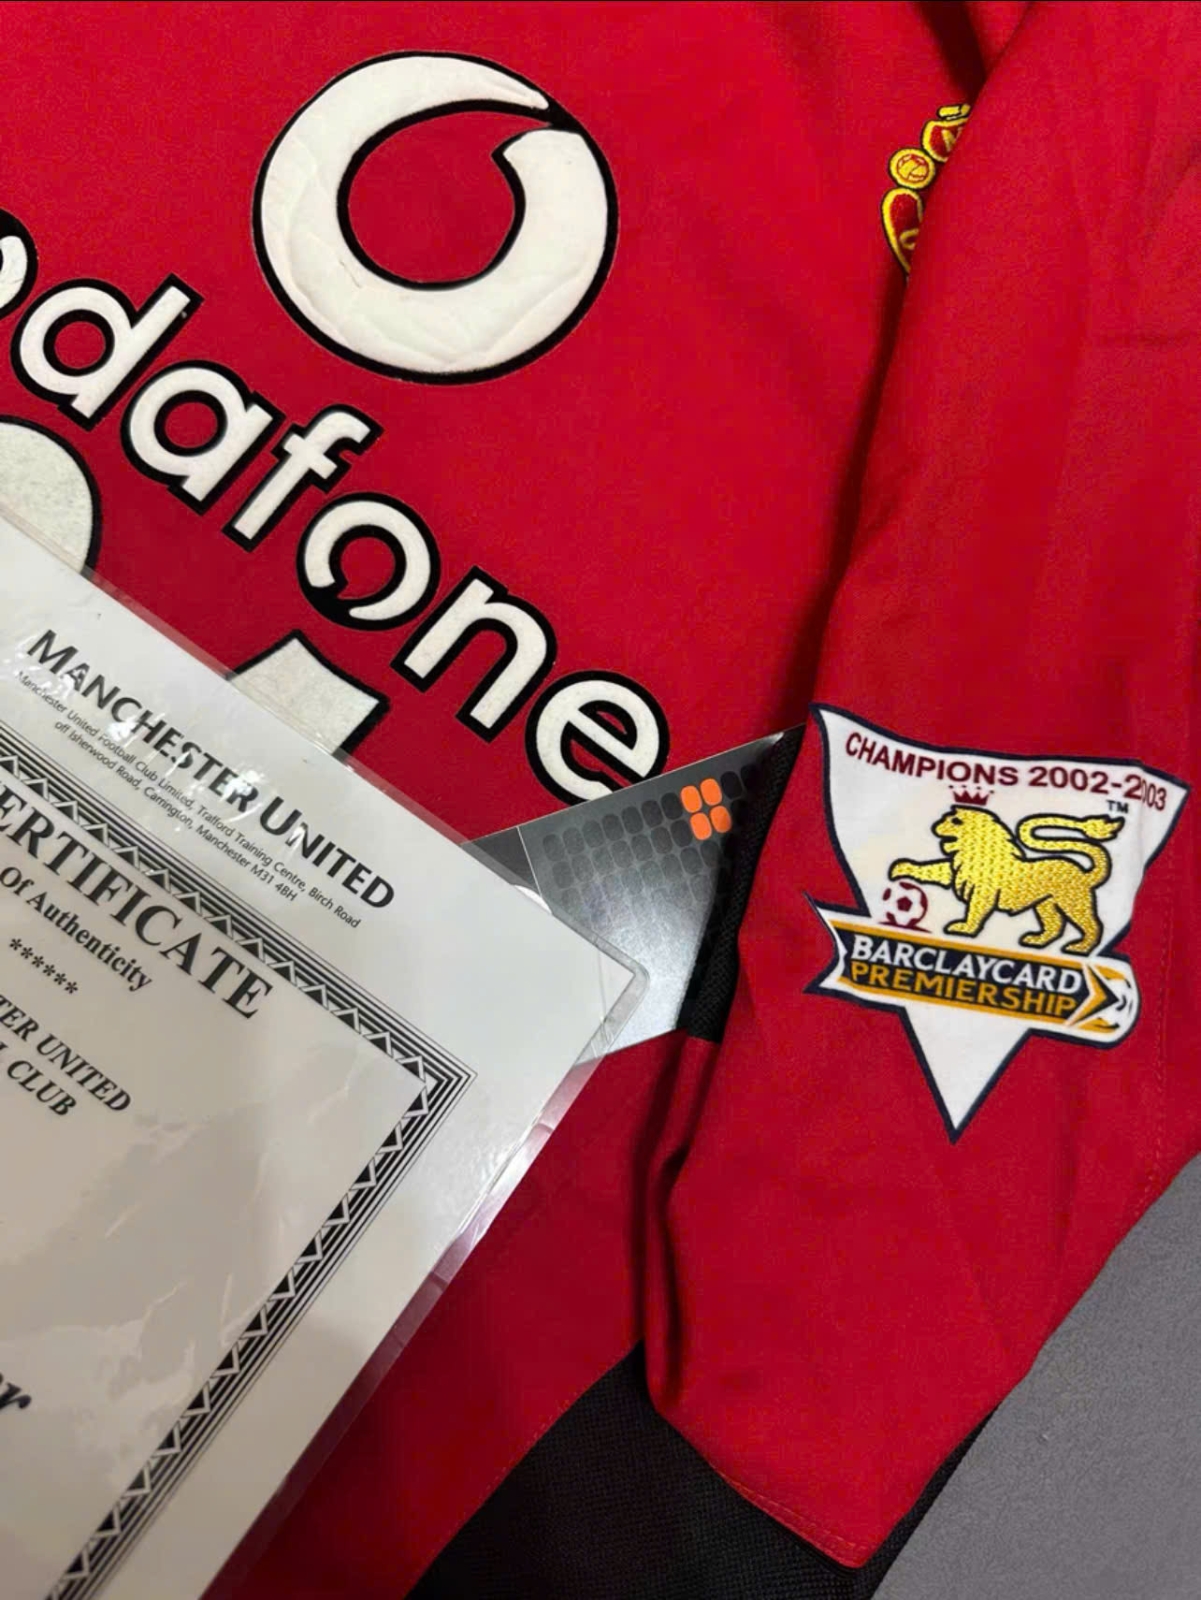 odafone
MANCHESTER UNITED
Manchester United Football Club Limited, Trafford Training Centre, Birch Road
off Isherwood Road, Carrington, Manchester M31 4BH
CERTIFICATE
Of Authenticity
******
TER UNITED
CLUB
CHAMPIONS 2002-2003
TM
BARCLAYCARD
PREMIERSHIP